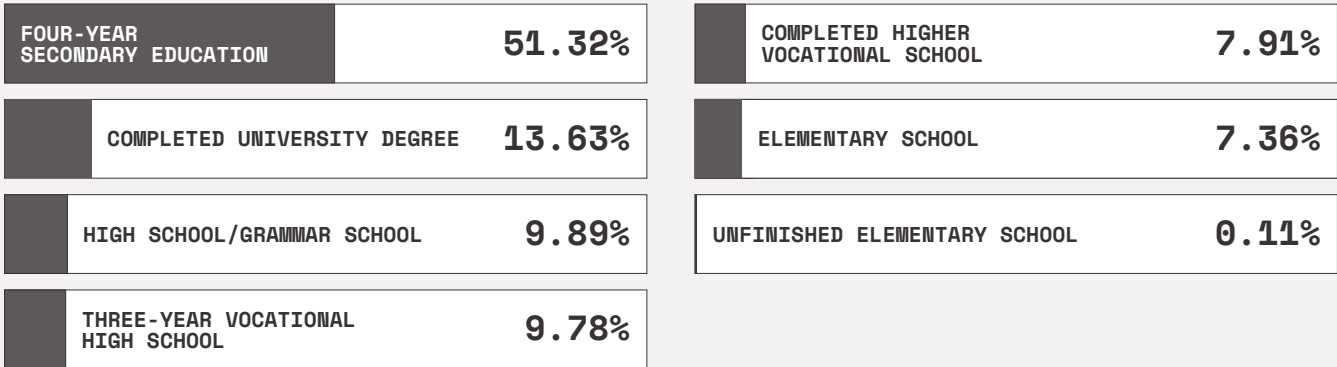 FOUR-YEAR
SECONDARY EDUCATION
51.32%
COMPLETED UNIVERSITY DEGREE 13.63%
HIGH SCHOOL/GRAMMAR SCHOOL 9.89%
THREE-YEAR VOCATIONAL
HIGH SCHOOL
9.78%
COMPLETED HIGHER
VOCATIONAL SCHOOL
7.91%
ELEMENTARY SCHOOL 7.36%
UNFINISHED ELEMENTARY SCHOOL 0.11%